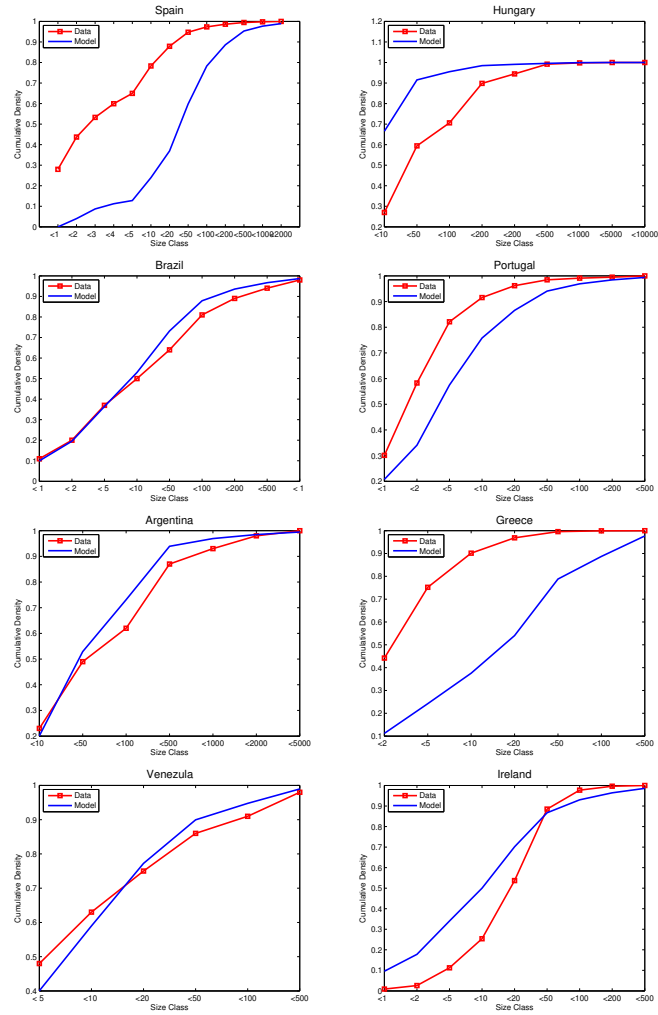 Spain
1
0.9
0.8
0.7
0.6
0.5
0.4
0.3
0.2
0.1
0
Cumulative Density
Data
Model
<1 <2 <3 <4 <5 <10 <20 <50 <100 <200 <500 <1000 <2000
Size Class
Hungary
1.2
1.1
1
0.9
0.8
0.7
0.6
0.5
0.4
0.3
0.2
Cumulative Density
Data
Model
<10 <50 <100 <200 <200 <500 <1000 <5000 <10000
Size Class
Brazil
1
0.9
0.8
0.7
0.6
0.5
0.4
0.3
0.2
0.1
0
Cumulative Density
Data
Model
< 1 < 2 < 5 <10 <50 <100 <200 <500 < 1
Size Class
Portugal
1
0.9
0.8
0.7
0.6
0.5
0.4
0.3
0.2
Cumulative Density
Data
Model
<1 <2 <5 <10 <20 <50 <100 <200 <500
Size Class
Argentina
1
0.9
0.8
0.7
0.6
0.5
0.4
0.3
0.2
Cumulative Density
Data
Model
<10 <50 <100 <500 <1000 <2000 <5000
Size Class
Greece
1
0.9
0.8
0.7
0.6
0.5
0.4
0.3
0.2
0.1
Cumulative Density
Data
Model
<2 <5 <10 <20 <50 <100 <500
Size Class
Venezula
1
0.9
0.8
0.7
0.6
0.5
0.4
Cumulative Density
Data
Model
< 5 <10 <20 <50 <100 <500
Size Class
Ireland
1
0.9
0.8
0.7
0.6
0.5
0.4
0.3
0.2
0.1
0
Cumulative Density
Data
Model
<1 <2 <5 <10 <20 <50 <100 <200 <500
Size Class